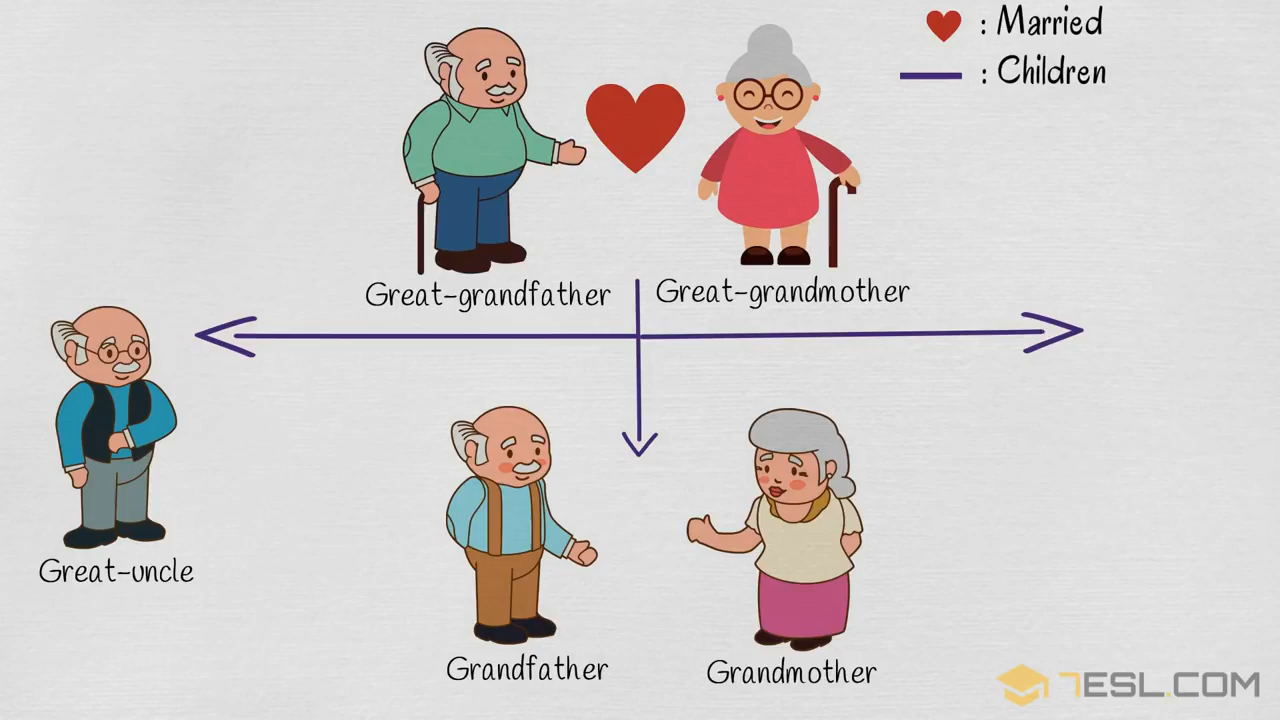 : Married
: Children
Great-grandfather
Great-grandmother
Great-uncle
Grandfather
Grandmother
7ESL.COM